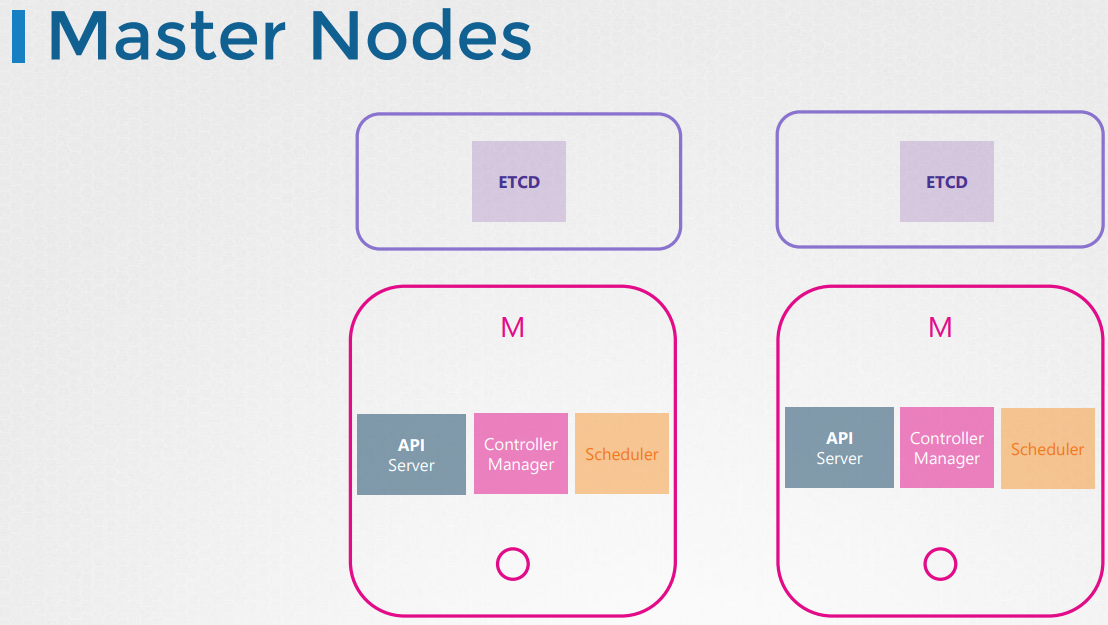 Master Nodes
ETCD
ETCD
M
M
API
Server
Controller
Manager
Scheduler
API
Server
Controller
Manager
Scheduler